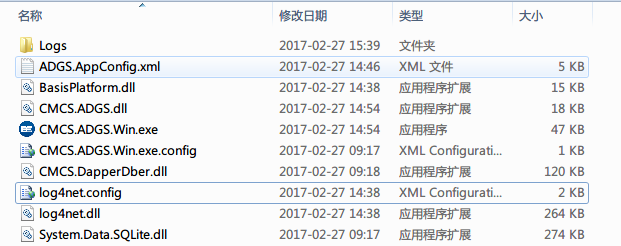 名称 修改日期 类型 大小
Logs 2017-02-27 15:39 文件夹
ADGS.AppConfig.xml 2017-02-27 14:46 XML 文件 5 KB
BasisPlatform.dll 2017-02-27 14:38 应用程序扩展 15 KB
CMCS.ADGS.dll 2017-02-27 14:54 应用程序扩展 18 KB
CMCS.ADGS.Win.exe 2017-02-27 14:54 应用程序 47 KB
CMCS.ADGS.Win.exe.config 2017-02-27 09:17 XML Configurati... 1 KB
CMCS.DapperDber.dll 2017-02-27 09:18 应用程序扩展 120 KB
log4net.config 2017-02-27 14:38 XML Configurati... 2 KB
log4net.dll 2017-02-27 14:38 应用程序扩展 264 KB
System.Data.SQLite.dll 2017-02-27 09:17 应用程序扩展 274 KB